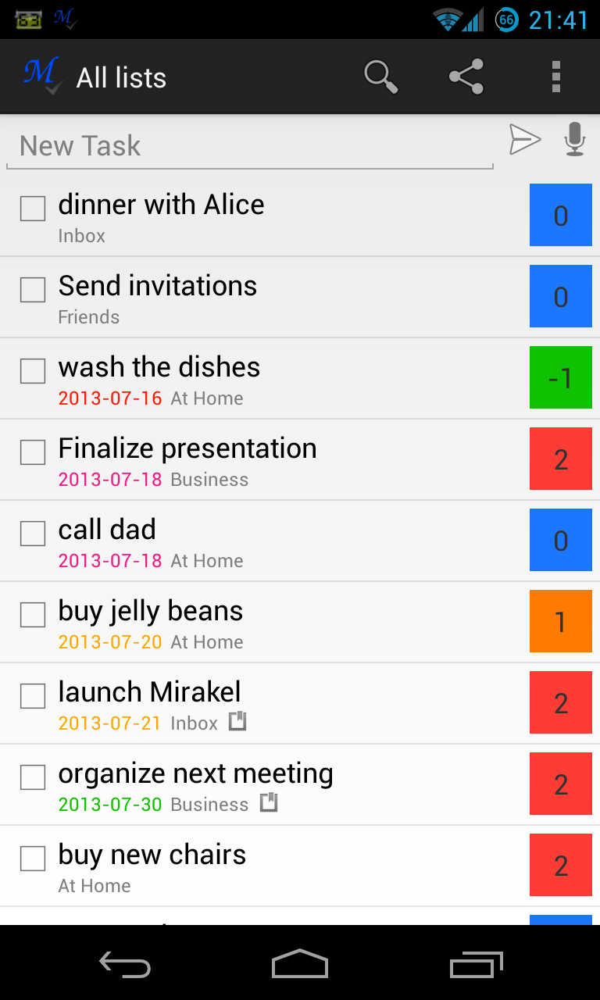 63 M 66 21:41
M All lists
New Task
dinner with Alice 0
Inbox
Send invitations 0
Friends
wash the dishes -1
2013-07-16 At Home
Finalize presentation 2
2013-07-18 Business
call dad 0
2013-07-18 At Home
buy jelly beans 1
2013-07-20 At Home
launch Mirakel 2
2013-07-21 Inbox
organize next meeting 2
2013-07-30 Business
buy new chairs 2
At Home